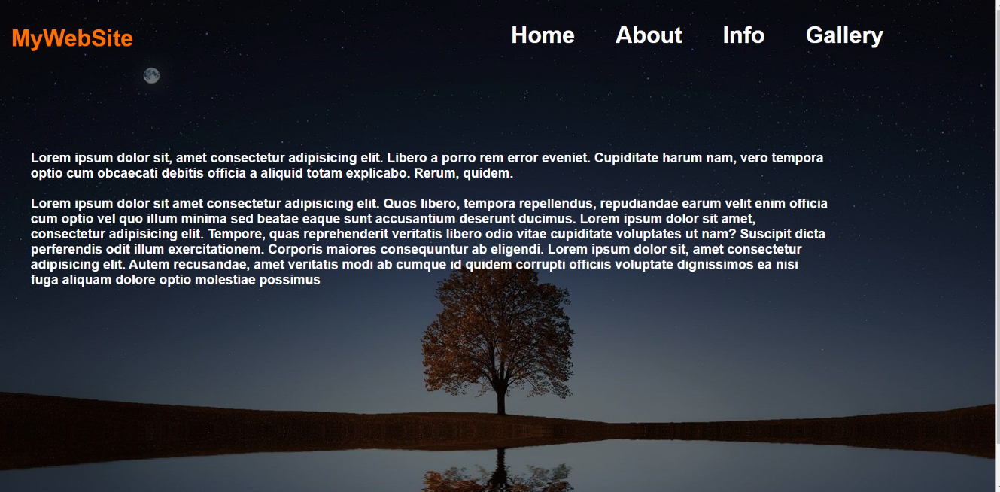 MyWebSite
Home About Info Gallery
Lorem ipsum dolor sit, amet consectetur adipisicing elit. Libero a porro rem error eveniet. Cupiditate harum nam, vero tempora
optio cum obcaecati debitis officia a aliquid totam explicabo. Rerum, quidem.
Lorem ipsum dolor sit amet consectetur adipisicing elit. Quos libero, tempora repellendus, repudiandae earum velit enim officia
cum optio vel quo illum minima sed beatae eaque sunt accusantium deserunt ducimus. Lorem ipsum dolor sit amet,
consectetur adipisicing elit. Tempore, quas reprehenderit veritatis libero odio vitae cupiditate voluptates ut nam? Suscipit dicta
perferendis odit illum exercitationem. Corporis maiores consequuntur ab eligendi. Lorem ipsum dolor sit, amet consectetur
adipisicing elit. Autem recusandae, amet veritatis modi ab cumque id quidem corrupti officiis voluptate dignissimos ea nisi
fuga aliquam dolore optio molestiae possimus